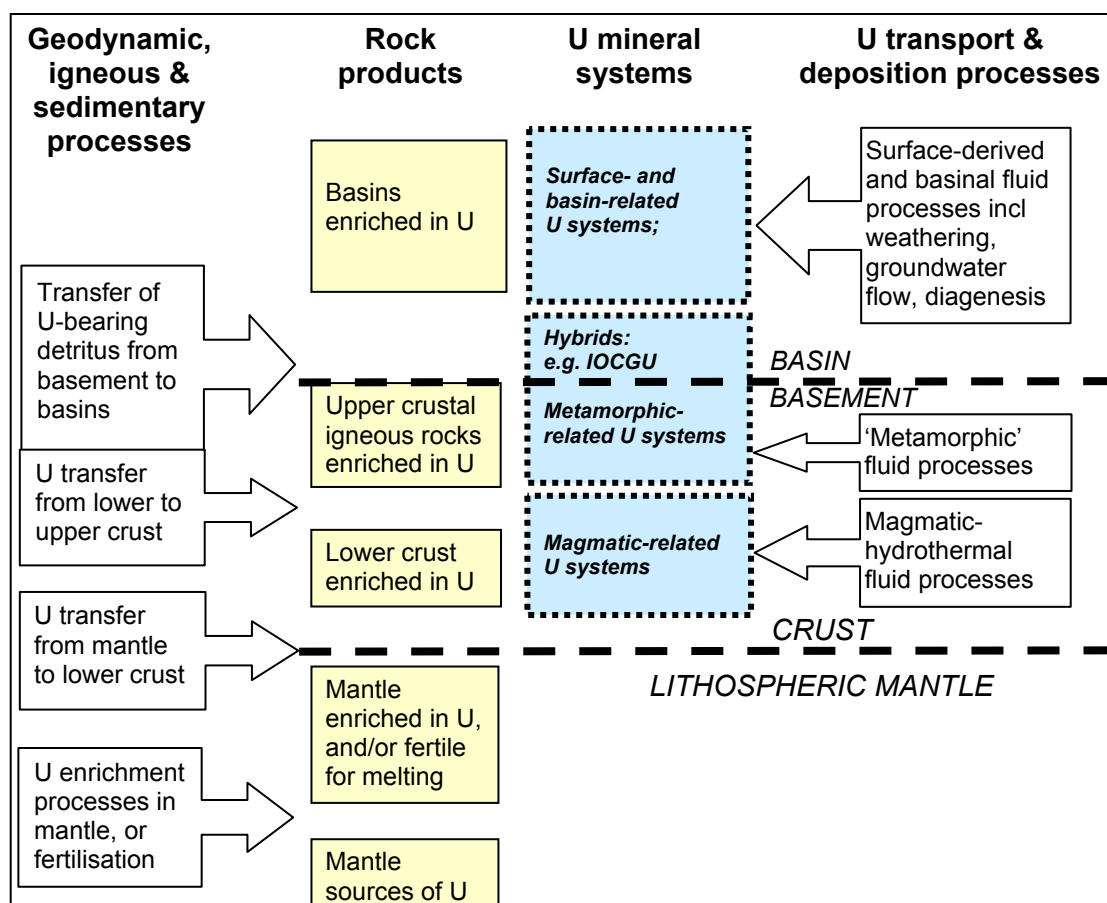 Geodynamic,
igneous &
sedimentary
processes
Rock
products
U mineral
systems
U transport &
deposition processes
Transfer of
U-bearing
detritus from
basement to
basins
U transfer
from lower to
upper crust
U transfer
from mantle
to lower crust
U enrichment
processes in
mantle, or
fertilisation
Basins
enriched in U
Upper crustal
igneous rocks
enriched in U
Lower crust
enriched in U
Mantle
enriched in U,
and/or fertile
for melting
Mantle
sources of U
Surface- and
basin-related
U systems;
Hybrids:
e.g. IOCGU
Metamorphic-
related U systems
Magmatic-related
U systems
Surface-derived
and basinal fluid
processes incl
weathering,
groundwater
flow, diagenesis
BASIN
BASEMENT
‘Metamorphic’
fluid processes
Magmatic-
hydrothermal
fluid processes
CRUST
LITHOSPHERIC MANTLE